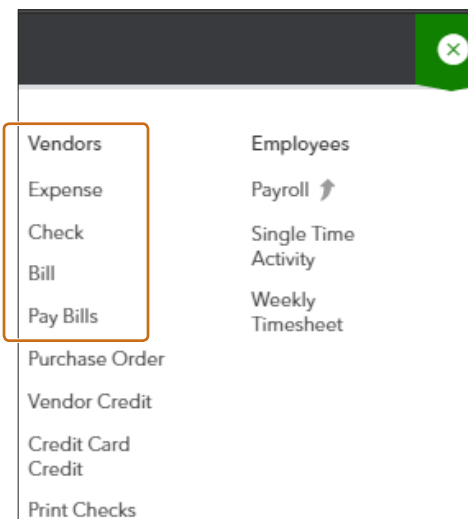 Vendors
Expense
Check
Bill
Pay Bills
Purchase Order
Vendor Credit
Credit Card
Credit
Print Checks
Employees
Payroll
Single Time
Activity
Weekly
Timesheet